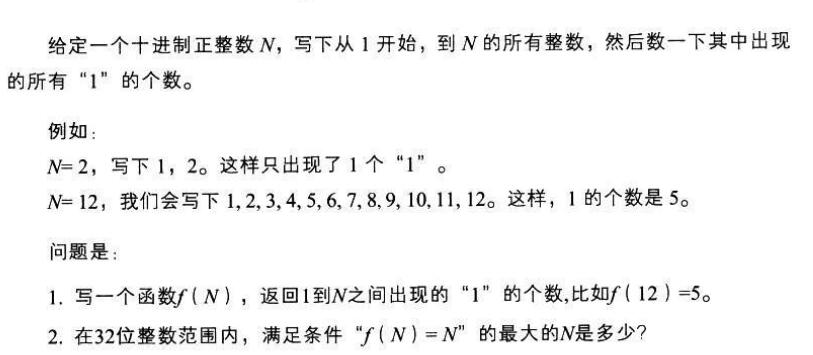 给定一个十进制正整数 N，写下从 1 开始，到 N 的所有整数，然后数一下其中出现
的所有“1”的个数。
例如：
N= 2，写下 1，2。这样只出现了 1 个“1”。
N= 12，我们会写下 1, 2, 3, 4, 5, 6, 7, 8, 9, 10, 11, 12。这样，1 的个数是 5。
问题是：
1. 写一个函数f（N），返回1到N之间出现的“1”的个数,比如f（12）=5。
2. 在32位整数范围内，满足条件“f（N）= N”的最大的N是多少？